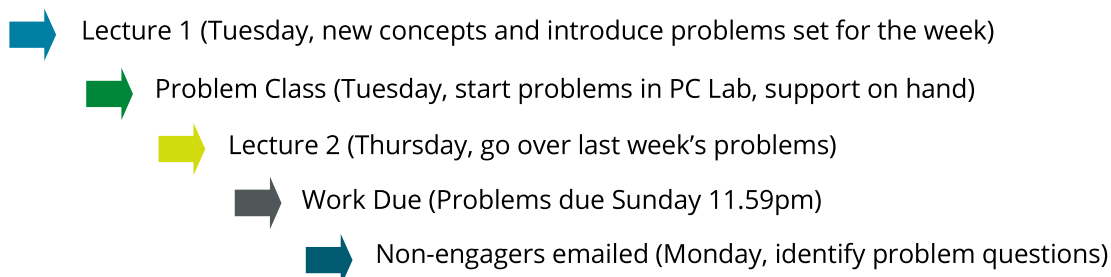 Lecture 1 (Tuesday, new concepts and introduce problems set for the week)
Problem Class (Tuesday, start problems in PC Lab, support on hand)
Lecture 2 (Thursday, go over last week’s problems)
Work Due (Problems due Sunday 11.59pm)
Non-engagers emailed (Monday, identify problem questions)